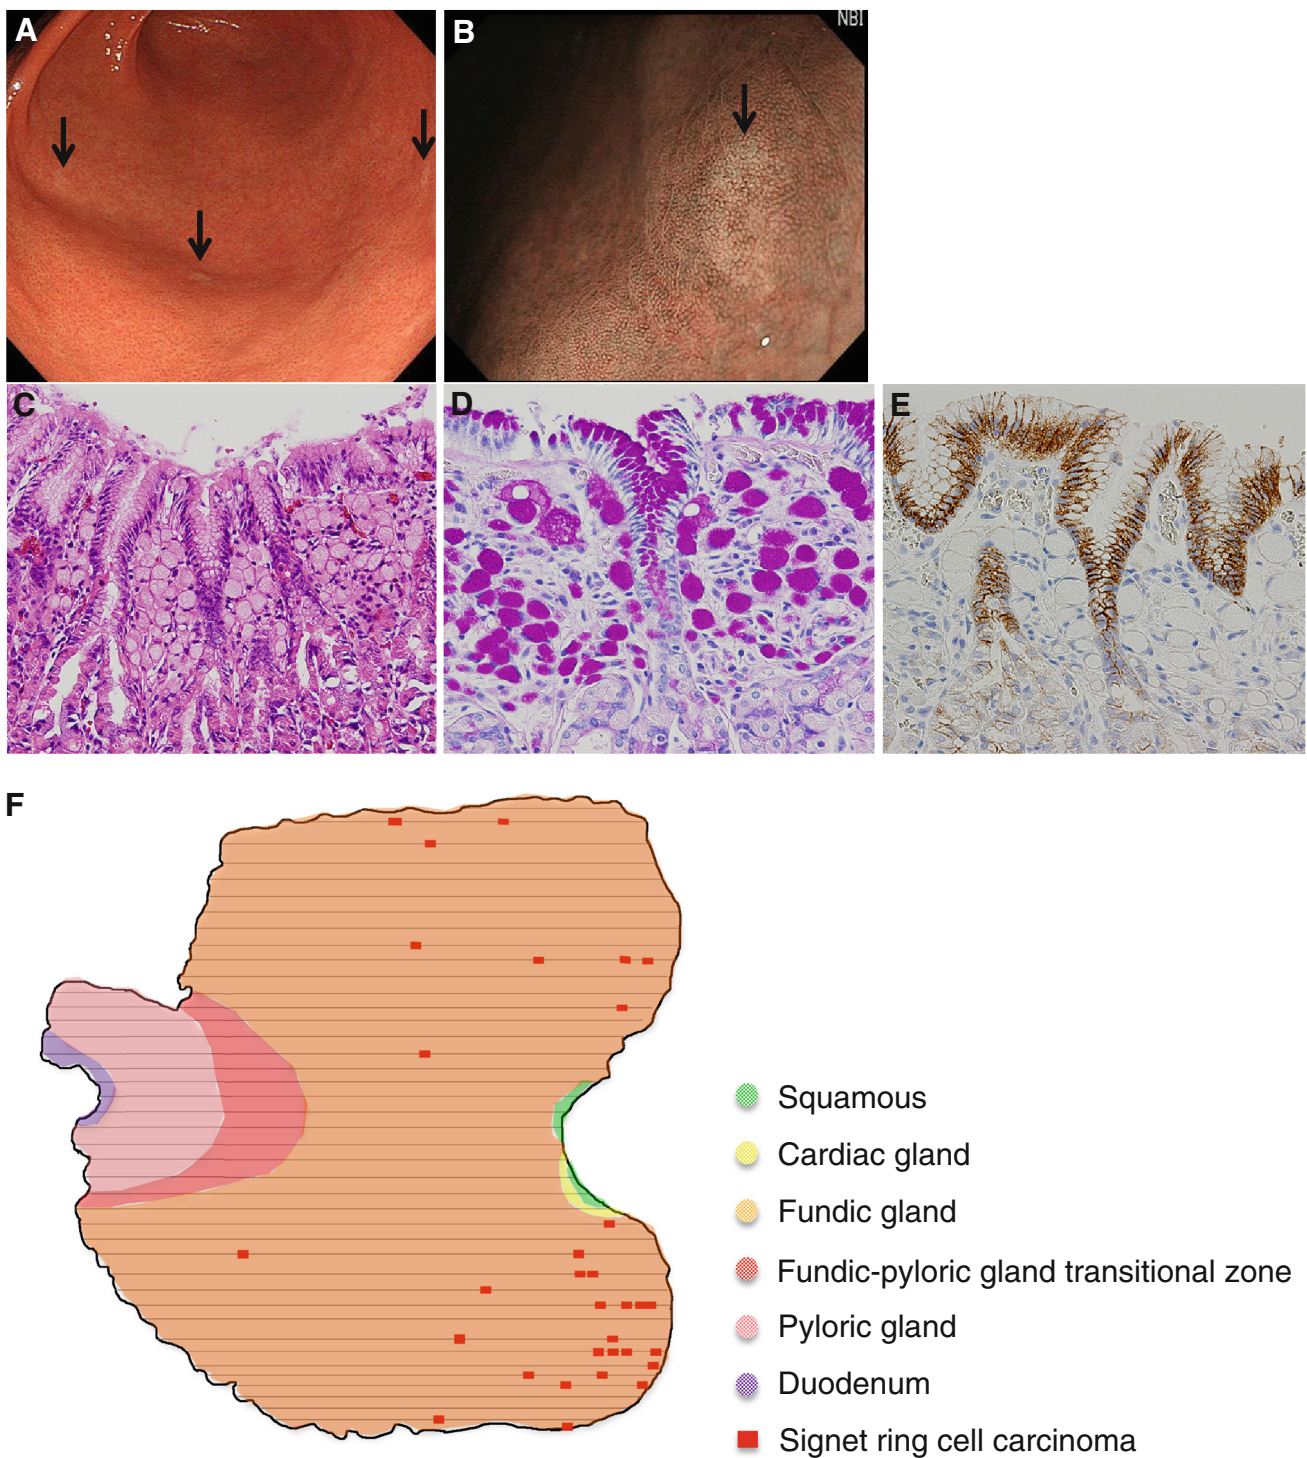 A
B
NBI
C
D
E
F
Squamous
Cardiac gland
Fundic gland
Fundic-pyloric gland transitional zone
Pyloric gland
Duodenum
Signet ring cell carcinoma